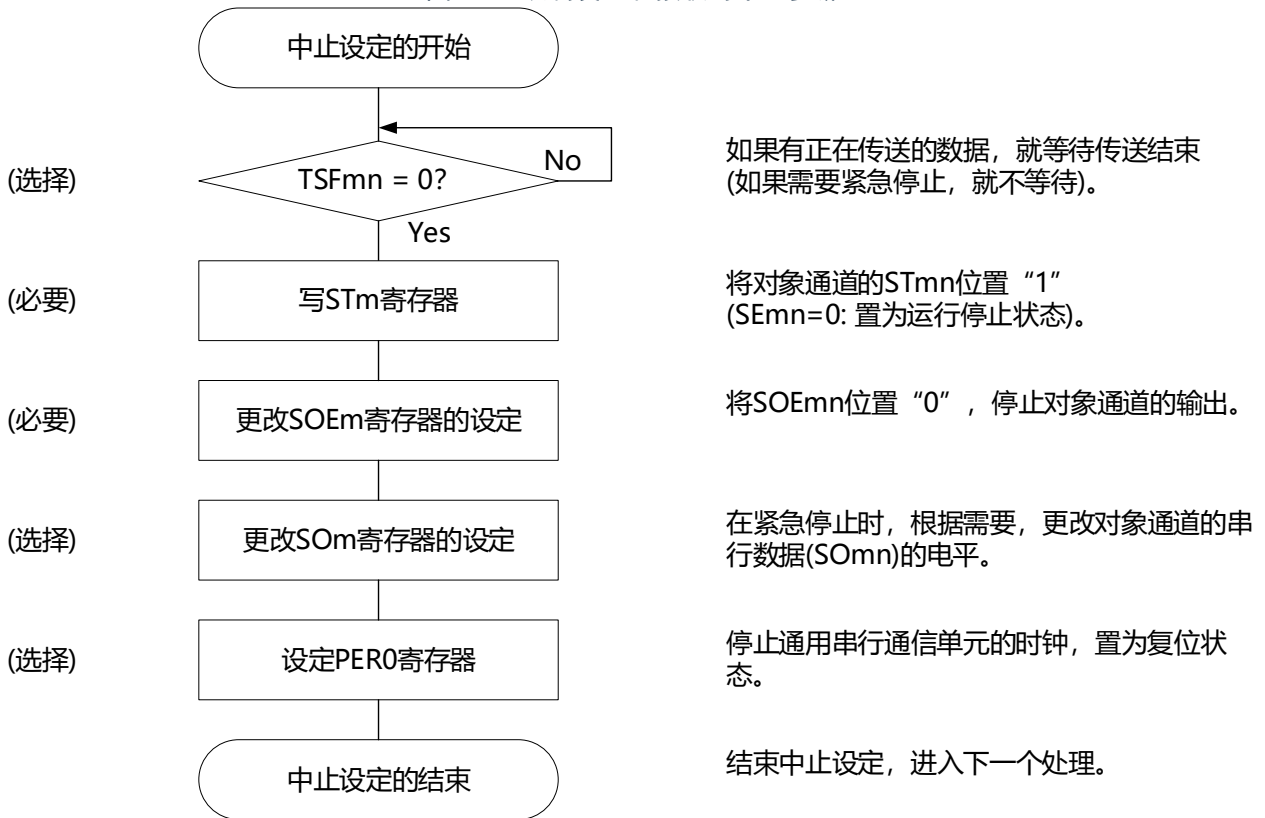 中止设定的开始
(选择)
TSFmn = 0?
No
Yes
如果有正在传送的数据，就等待传送结束
(如果需要紧急停止，就不等待)。
(必要)
写STm寄存器
将对象通道的STmn位置“1”
(SEmn=0: 置为运行停止状态)。
(必要)
更改SOEm寄存器的设定
将SOEmn位置“0”，停止对象通道的输出。
(选择)
更改SOm寄存器的设定
在紧急停止时，根据需要，更改对象通道的串
行数据(SOmn)的电平。
(选择)
设定PER0寄存器
停止通用串行通信单元的时钟，置为复位状
态。
中止设定的结束
结束中止设定，进入下一个处理。